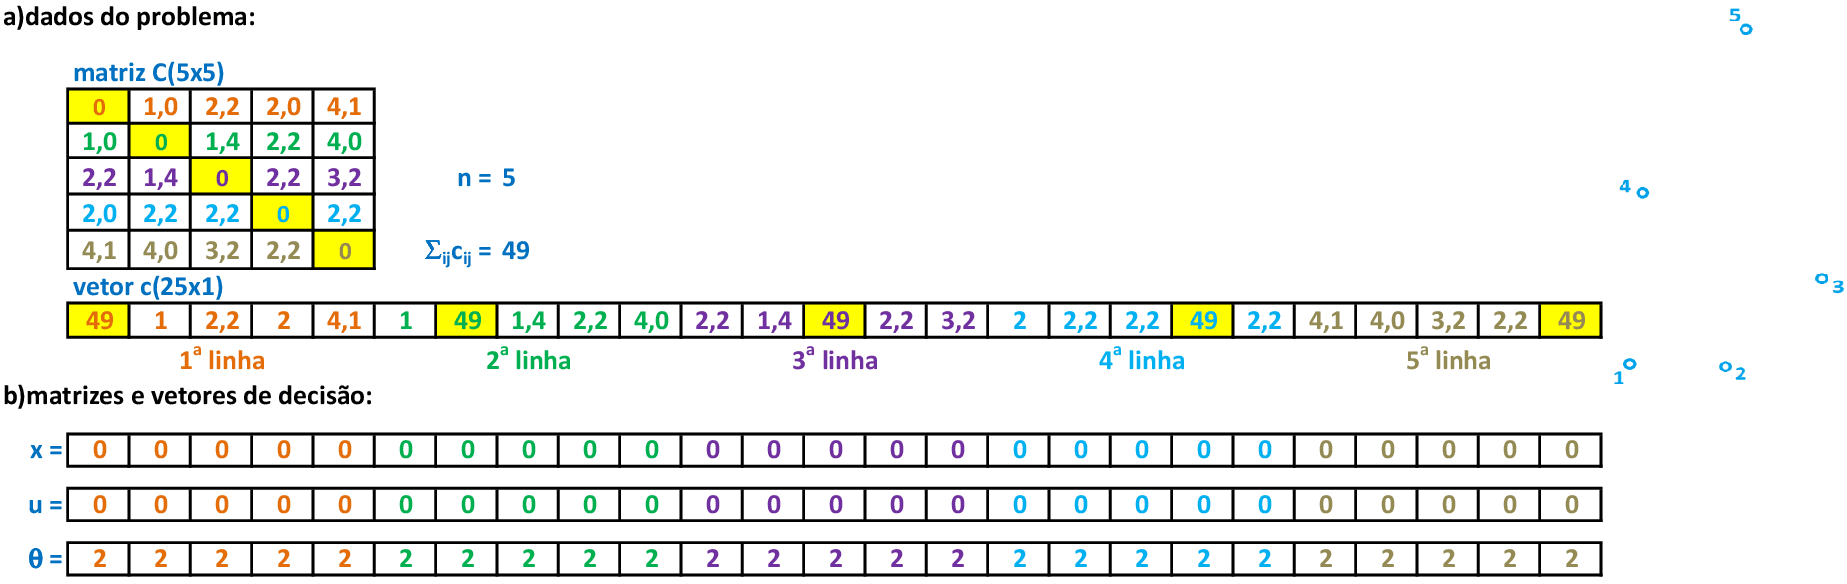 a)dados do problema:
5
matriz C(5x5)
0 1,0 2,2 2,0 4,1
1,0 0 1,4 2,2 4,0
2,2 1,4 0 2,2 3,2
n = 5
4
2,0 2,2 2,2 0 2,2
4,1 4,0 3,2 2,2 0
Σijcij = 49
vetor c(25x1)
3
49 1 2,2 2 4,1 1 49 1,4 2,2 4,0 2,2 1,4 49 2,2 3,2 2 2,2 2,2 49 2,2 4,1 4,0 3,2 2,2 49
1ª linha 2ª linha 3ª linha 4ª linha 5ª linha
1 2
b)matrizes e vetores de decisão:
x = 0 0 0 0 0 0 0 0 0 0 0 0 0 0 0 0 0 0 0 0 0 0 0 0 0
u = 0 0 0 0 0 0 0 0 0 0 0 0 0 0 0 0 0 0 0 0 0 0 0 0 0
θ = 2 2 2 2 2 2 2 2 2 2 2 2 2 2 2 2 2 2 2 2 2 2 2 2 2